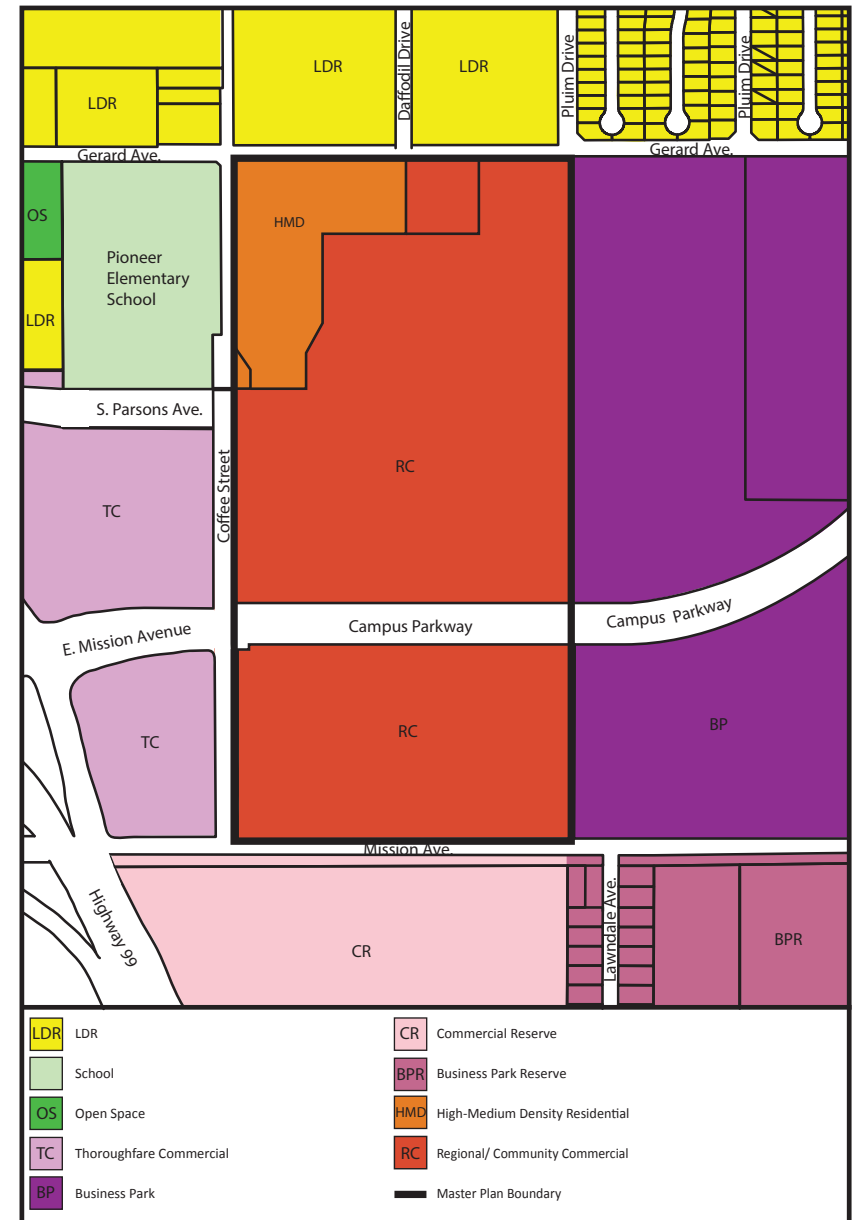 LDR
LDR
LDR
Daffodil Drive
Pluim Drive
Pluim Drive
Gerard Ave.
Gerard Ave.
OS
Pioneer
Elementary
School
HMD
LDR
S. Parsons Ave.
Coffee Street
RC
TC
E. Mission Avenue
Campus Parkway
Campus Parkway
TC
RC
BP
Mission Ave.
Highway 99
CR
Lawndale Ave.
BPR
LDR LDR
School
OS Open Space
TC Thoroughfare Commercial
BP Business Park
CR Commercial Reserve
BPR Business Park Reserve
HMD High-Medium Density Residential
RC Regional/ Community Commercial
Master Plan Boundary